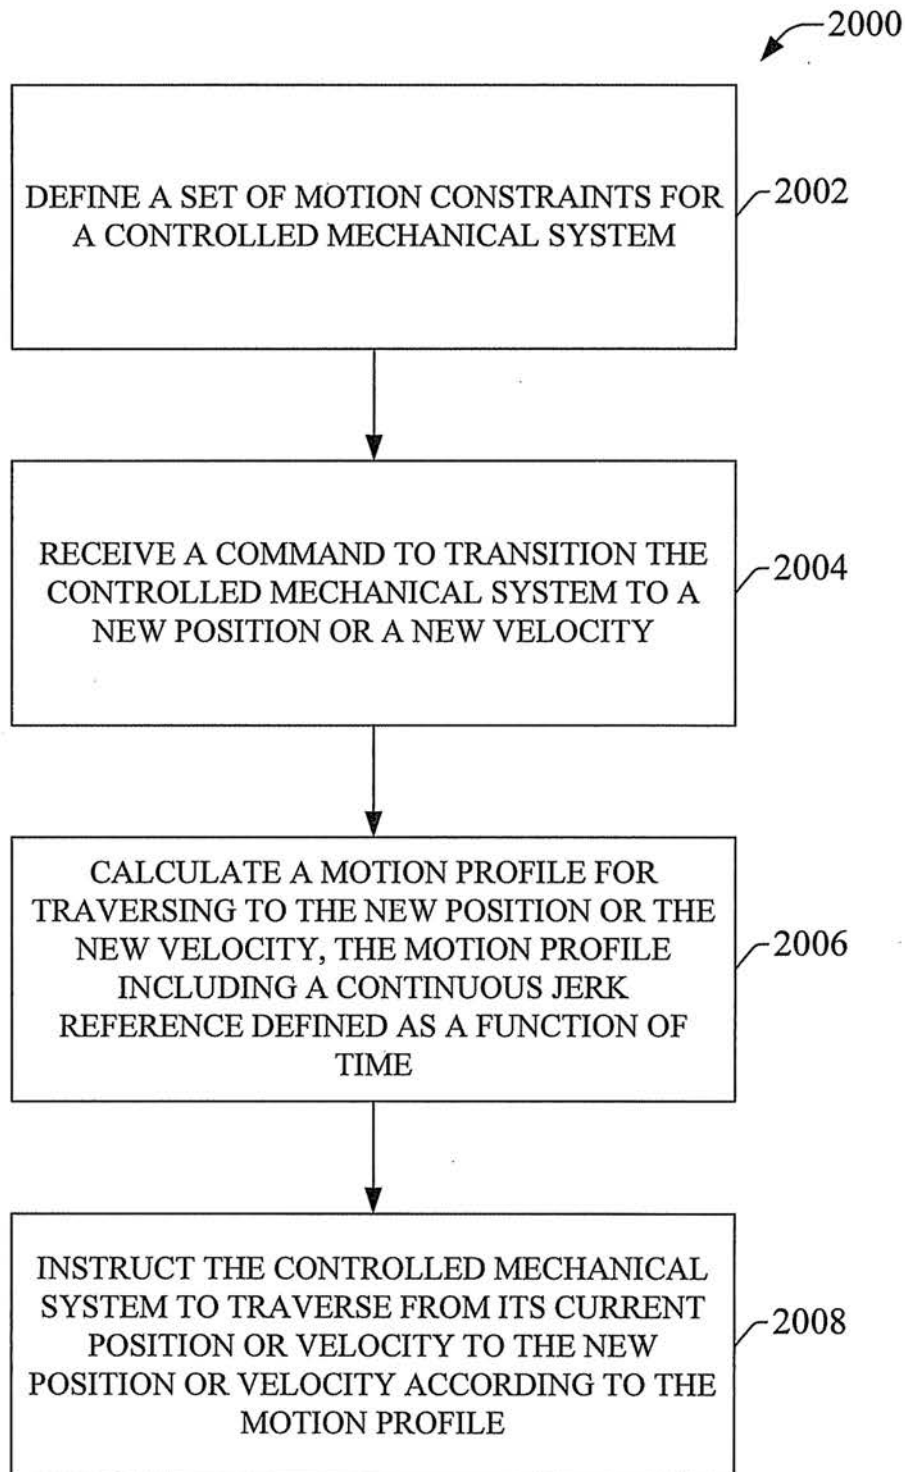 2000
DEFINE A SET OF MOTION CONSTRAINTS FOR
A CONTROLLED MECHANICAL SYSTEM
2002
RECEIVE A COMMAND TO TRANSITION THE
CONTROLLED MECHANICAL SYSTEM TO A
NEW POSITION OR A NEW VELOCITY
2004
CALCULATE A MOTION PROFILE FOR
TRAVERSING TO THE NEW POSITION OR THE
NEW VELOCITY, THE MOTION PROFILE
INCLUDING A CONTINUOUS JERK
REFERENCE DEFINED AS A FUNCTION OF
TIME
2006
INSTRUCT THE CONTROLLED MECHANICAL
SYSTEM TO TRAVERSE FROM ITS CURRENT
POSITION OR VELOCITY TO THE NEW
POSITION OR VELOCITY ACCORDING TO THE
MOTION PROFILE
2008